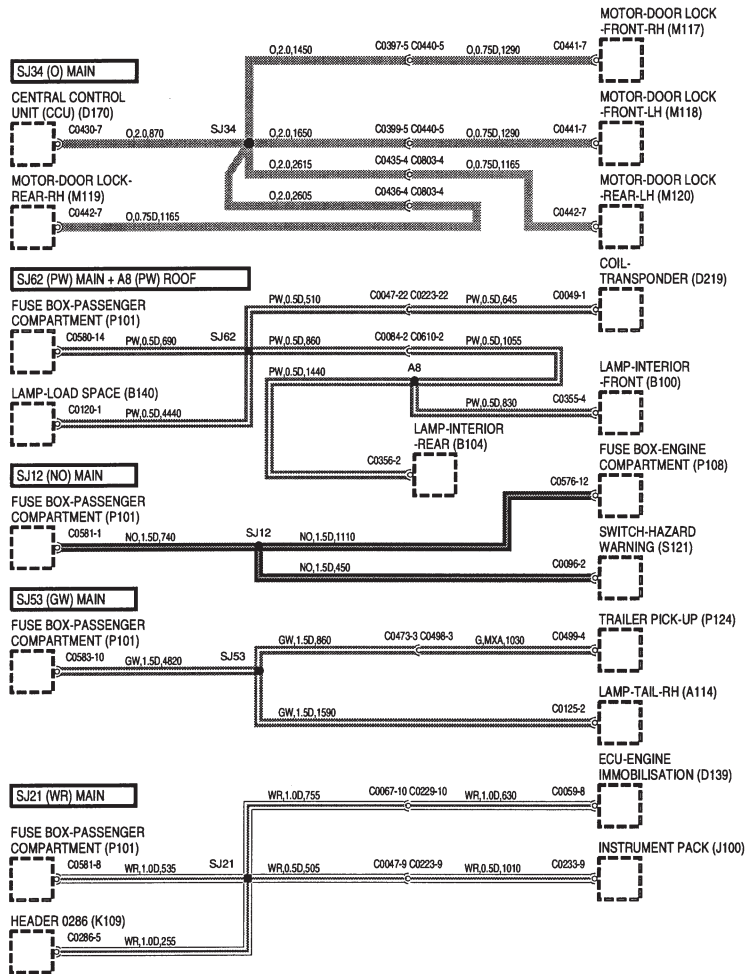 MOTOR-DOOR LOCK
-FRONT-RH (M117)
O,2.0,1450
C0397-5 C0440-5
O,0.75D,1290
C0441-7
SJ34 (O) MAIN
CENTRAL CONTROL
UNIT (CCU) (D170)
C0430-7
O,2.0,870
SJ34
O,2.0,1650
C0399-5 C0440-5
O,0.75D,1290
C0441-7
MOTOR-DOOR LOCK
-FRONT-LH (M118)
O,2.0,2615
C0435-4 C0803-4
O,0.75D,1165
MOTOR-DOOR LOCK-
REAR-RH (M119)
C0442-7
O,0.75D,1165
O,2.0,2605
C0436-4 C0803-4
MOTOR-DOOR LOCK
-REAR-LH (M120)
C0442-7
SJ62 (PW) MAIN + A8 (PW) ROOF
COIL-
TRANSPONDER (D219)
FUSE BOX-PASSENGER
COMPARTMENT (P101)
PW,0.5D,510
C0047-22 C0223-22
PW,0.5D,645
C0049-1
C0580-14
PW,0.5D,690
SJ62
PW,0.5D,860
C0084-2 C0610-2
PW,0.5D,1055
PW,0.5D,1440
A8
LAMP-INTERIOR
-FRONT (B100)
LAMP-LOAD SPACE (B140)
C0120-1
PW,0.5D,4440
PW,0.5D,830
C0355-4
LAMP-INTERIOR
-REAR (B104)
C0356-2
SJ12 (NO) MAIN
FUSE BOX-ENGINE
COMPARTMENT (P108)
C0576-12
FUSE BOX-PASSENGER
COMPARTMENT (P101)
C0581-1
NO,1.5D,740
SJ12
NO,1.5D,1110
SWITCH-HAZARD
WARNING (S121)
NO,1.5D,450
C0096-2
SJ53 (GW) MAIN
FUSE BOX-PASSENGER
COMPARTMENT (P101)
TRAILER PICK-UP (P124)
GW,1.5D,860
C0473-3 C0498-3
G,MXA,1030
C0499-4
C0583-10
GW,1.5D,4820
SJ53
LAMP-TAIL-RH (A114)
GW,1.5D,1590
C0125-2
ECU-ENGINE
IMMOBILISATION (D139)
SJ21 (WR) MAIN
WR,1.0D,755
C0067-10 C0229-10
WR,1.0D,630
C0059-8
FUSE BOX-PASSENGER
COMPARTMENT (P101)
INSTRUMENT PACK (J100)
C0581-8
WR,1.0D,535
SJ21
WR,0.5D,505
C0047-9 C0223-9
WR,0.5D,1010
C0233-9
HEADER 0286 (K109)
C0286-5
WR,1.0D,255